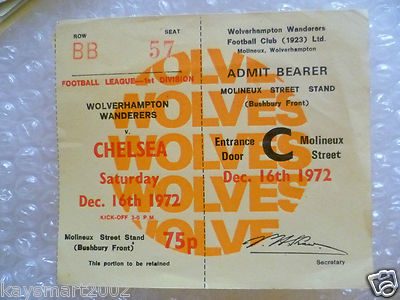 ROW
SEAT
BB
57
FOOTBALL LEAGUE—1st DIVISION
WOLVERHAMPTON
WANDERERS
v.
CHELSEA
Saturday
Dec. 16th 1972
KICK-OFF 3-0 P.M.
Molineux Street Stand
(Bushbury Front)
75p
This portion to be retained
Wolverhampton Wanderers
Football Club (1923) Ltd.
Molineux, Wolverhampton
ADMIT BEARER
MOLINEUX STREET STAND
(Bushbury Front)
Entrance
Door
C
Molineux
Street
Dec. 16th 1972
Secretary
WOLVE
WOLVES
WOLVES
WOLVES
WOLVES
WOLVE
© kaysmart2002